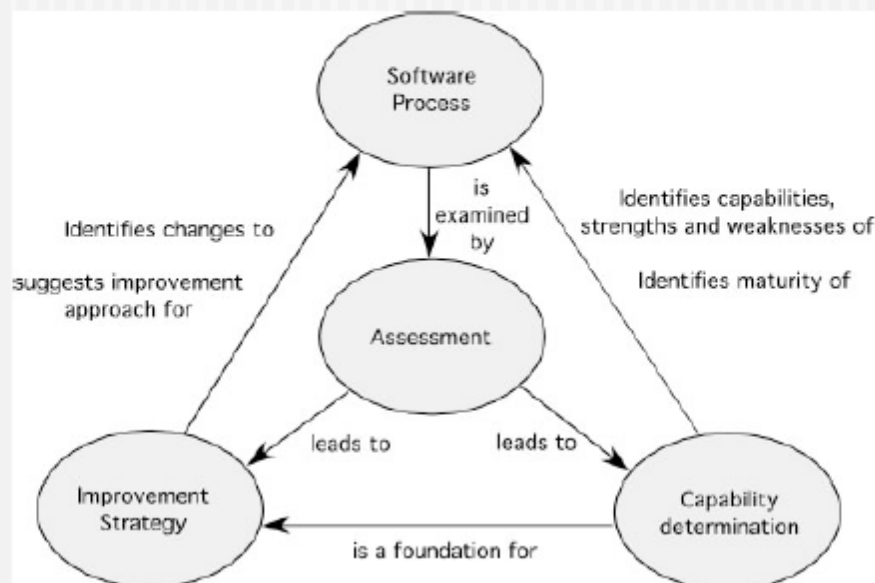 Software
Process
is
examined
by
Identifies capabilities,
strengths and weaknesses of
Identifies maturity of
Identifies changes to
suggests improvement
approach for
Assessment
leads to
leads to
Improvement
Strategy
Capability
determination
is a foundation for